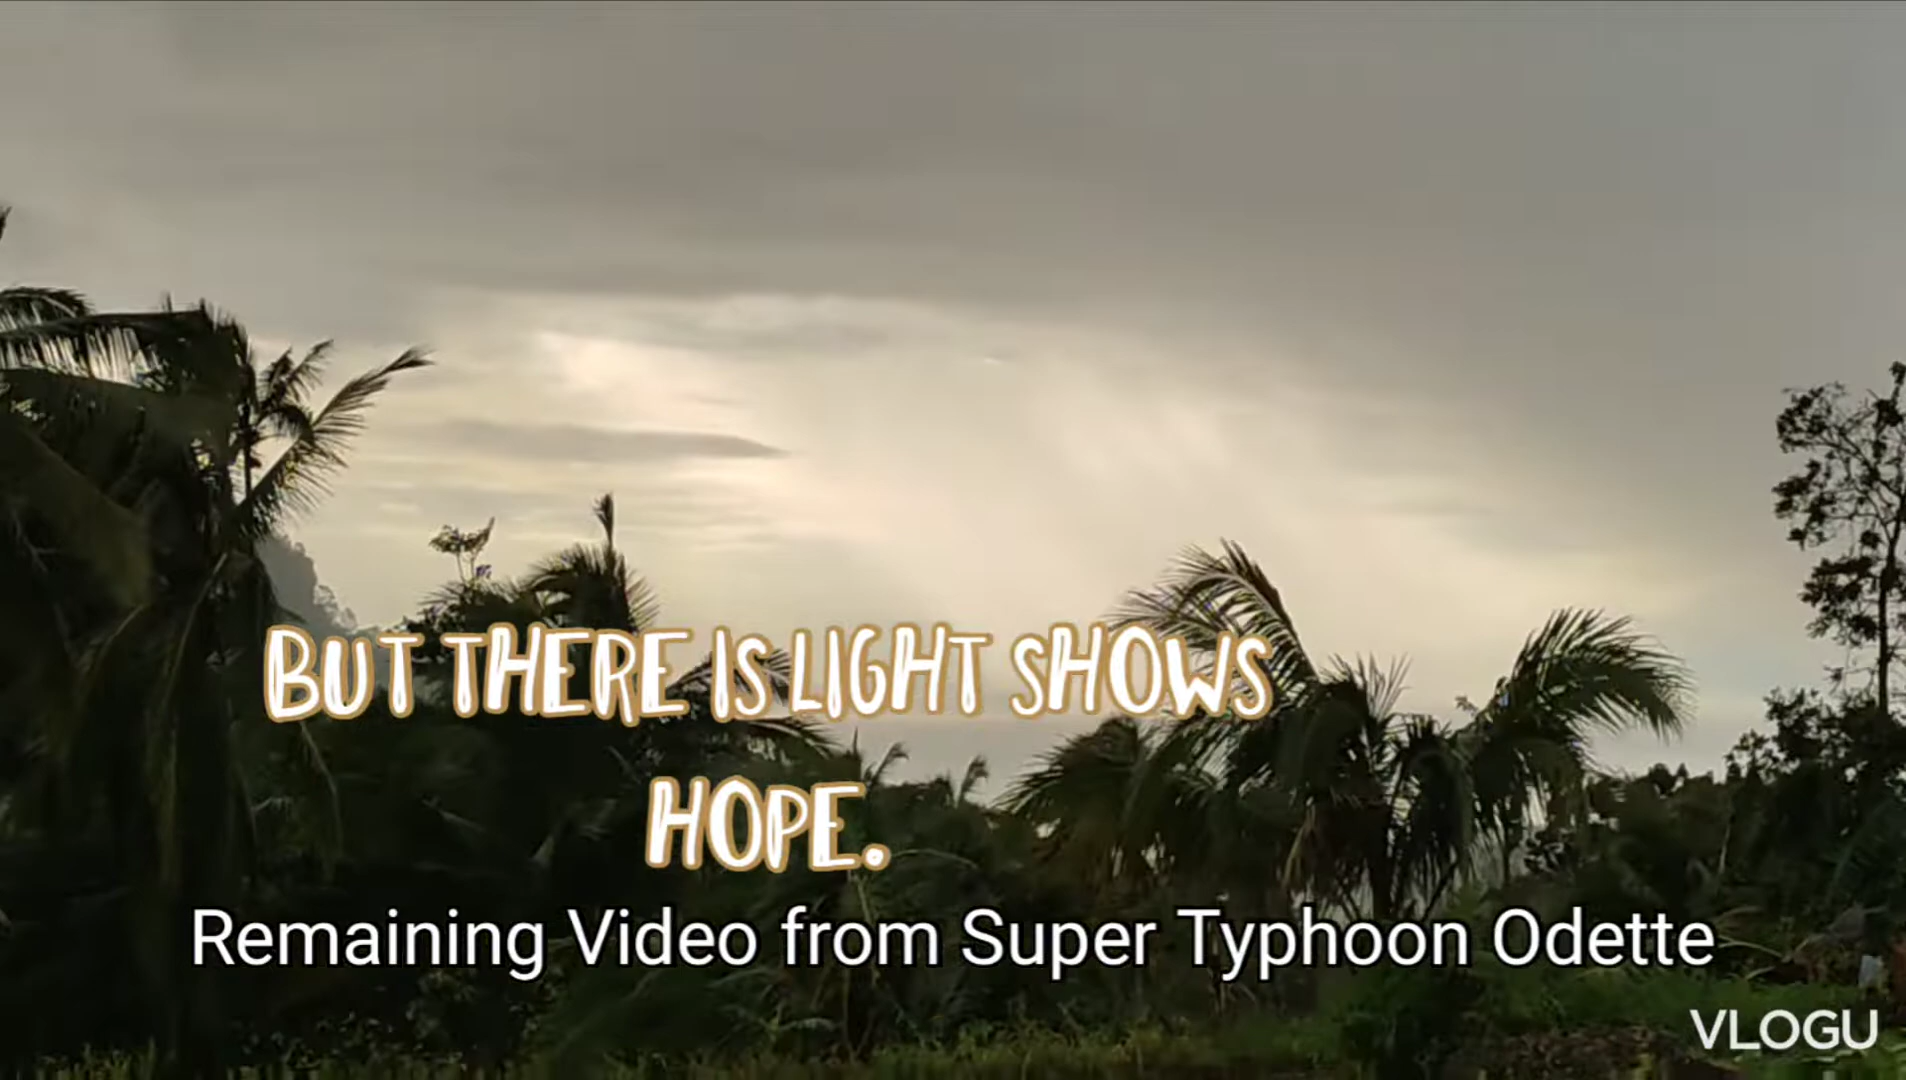 BUT THERE IS LIGHT SHOWS
HOPE.
Remaining Video from Super Typhoon Odette
VLOGU